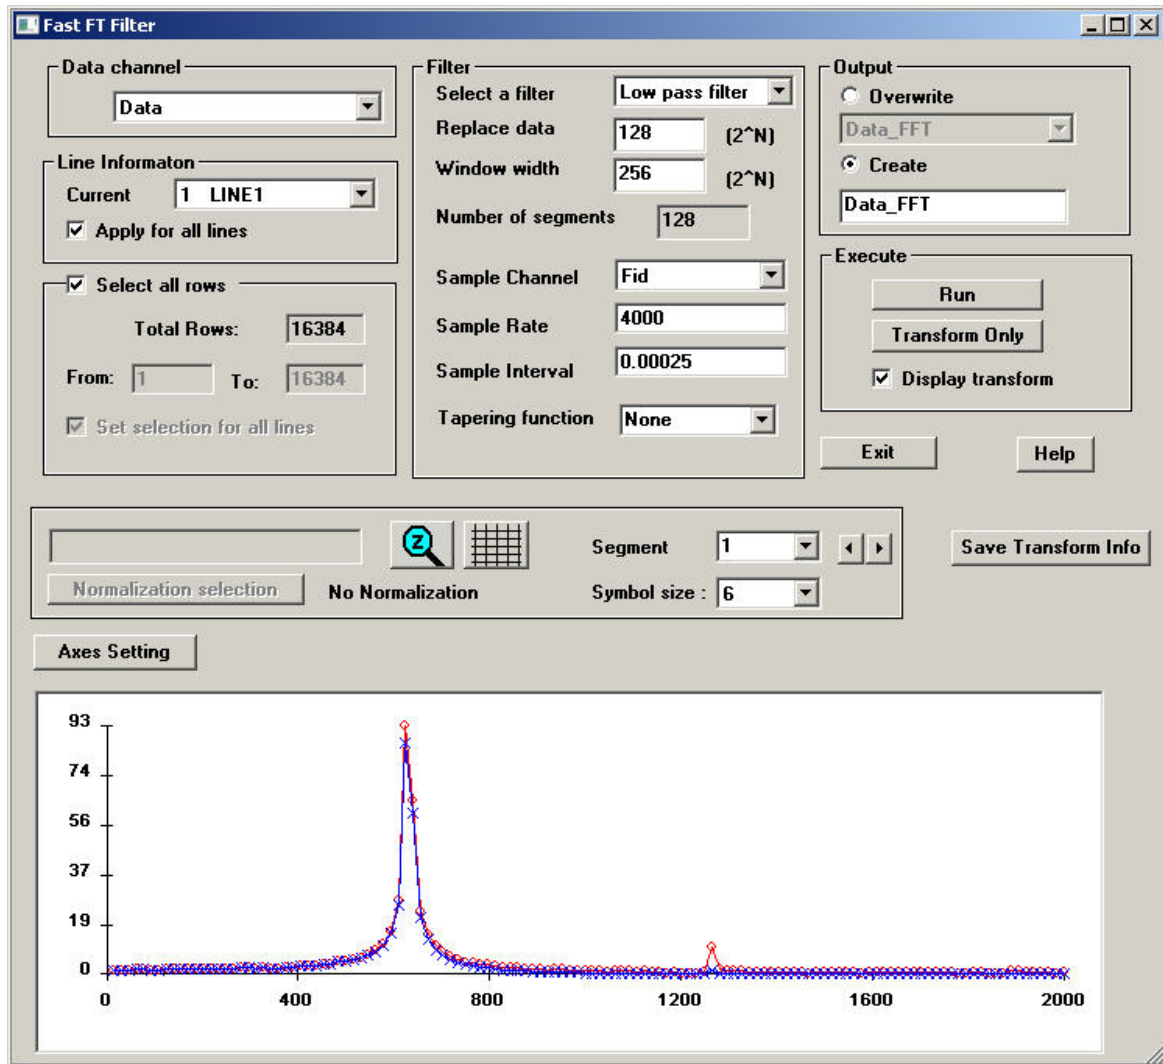 Fast FT Filter
Data channel
Data
Line Informaton
Current 1 LINE1
Apply for all lines
Select all rows
Total Rows: 16384
From: 1 To: 16384
Set selection for all lines
Filter
Select a filter Low pass filter
Replace data 128 (2^N)
Window width 256 (2^N)
Number of segments 128
Sample Channel Fid
Sample Rate 4000
Sample Interval 0.00025
Tapering function None
Output
Overwrite
Data_FFT
Create
Data_FFT
Execute
Run
Transform Only
Display transform
Exit Help
Z
Segment 1
Normalization selection No Normalization Symbol size : 6
Save Transform Info
Axes Setting
93
74
56
37
19
0
0 400 800 1200 1600 2000